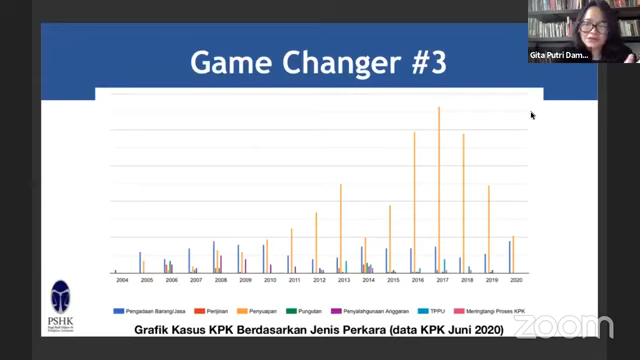 Gita Putri Dam...
Game Changer #3
2004 2005 2006 2007 2008 2009 2010 2011 2012 2013 2014 2015 2016 2017 2018 2019 2020
PSHK
Pengadaan Barang/Jasa Perijinan Penyuapan Pungutan Penyalahgunaan Anggaran TPPU Merintangi Proses KPK
Grafik Kasus KPK Berdasarkan Jenis Perkara (data KPK Juni 2020)
zoom